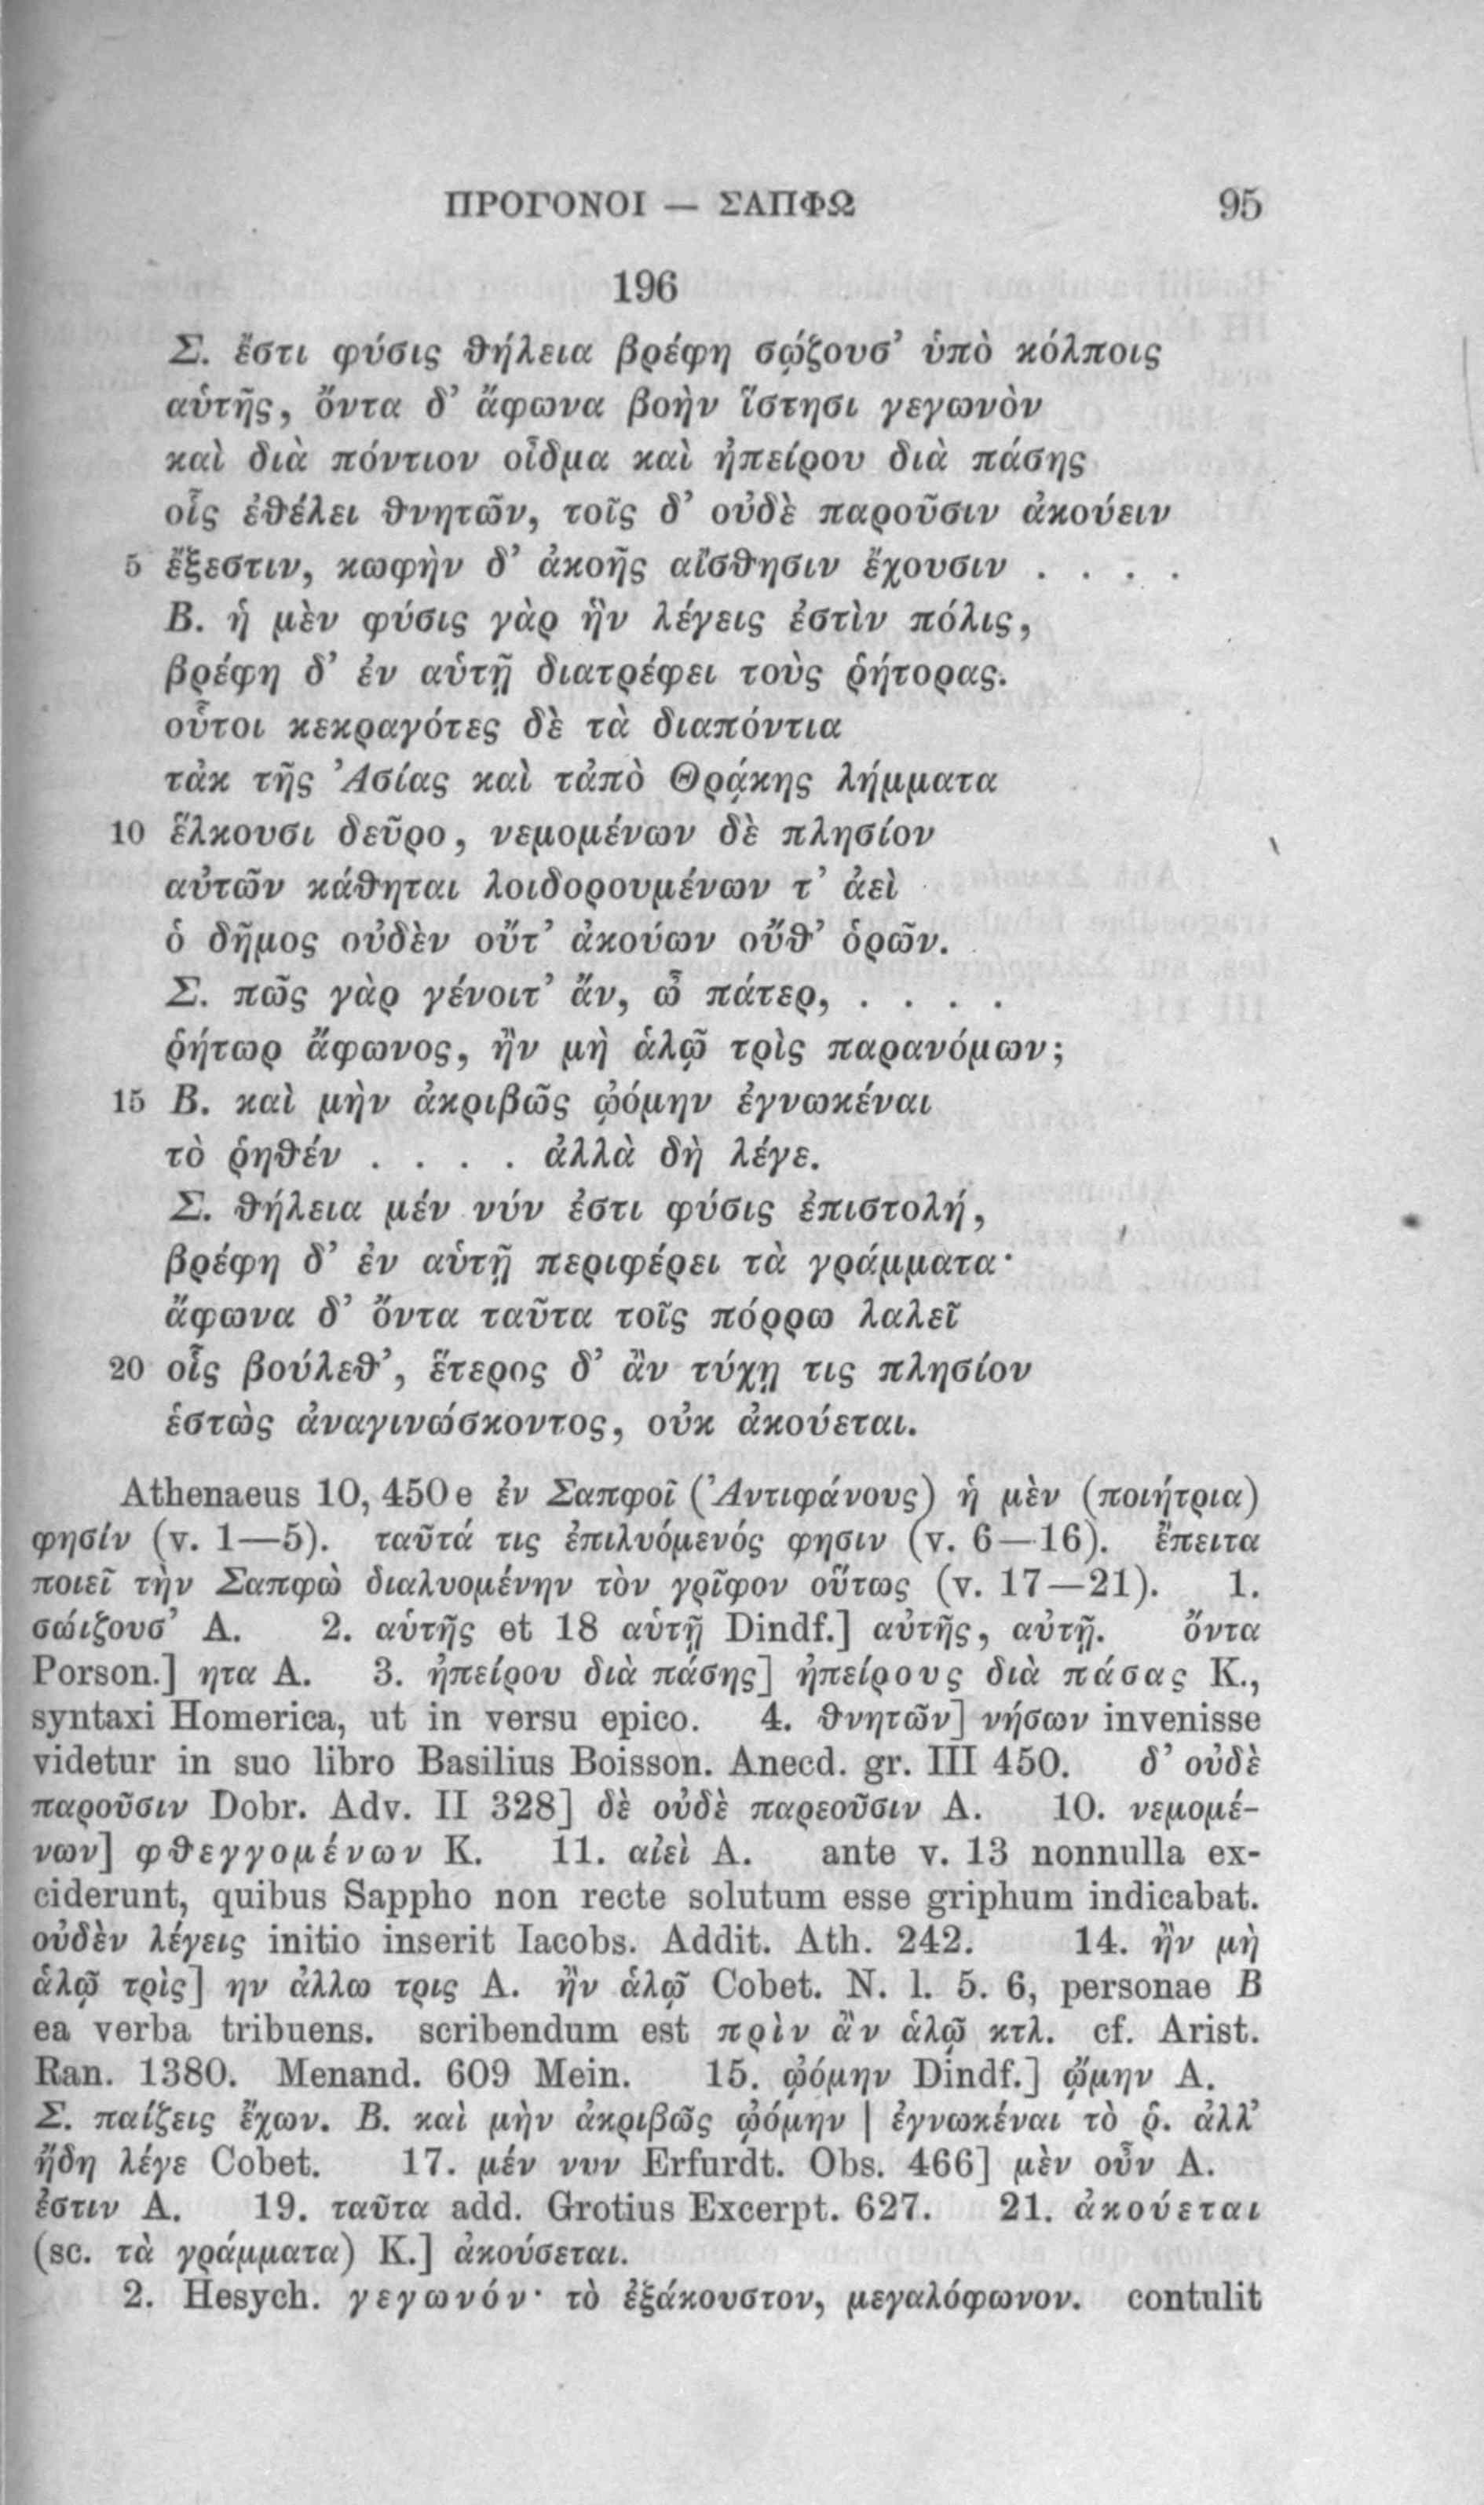 ΠΡΟΓΟΝΟΙ — ΣΑΠΦΩ 95
196
Σ. ἔστι φύσις θήλεια βρέφη σῴζουσ’ ὑπὸ κόλποις
αὑτῆς, ὄντα δ’ ἄφωνα βοὴν ἵστησι γεγωνὸν
καὶ διὰ πόντιον οἶδμα καὶ ἠπείρου διὰ πάσης
οἷς ἐθέλει θνητῶν, τοῖς δ’ οὐδὲ παροῦσιν ἀκούειν
5 ἔξεστιν, κωφὴν δ’ ἀκοῆς αἴσθησιν ἔχουσιν . . . .
Β. ἡ μὲν φύσις γὰρ ἣν λέγεις ἐστὶν πόλις,
βρέφη δ’ ἐν αὑτῇ διατρέφει τοὺς ῥήτορας.
οὗτοι κεκραγότες δὲ τὰ διαπόντια
τἀκ τῆς Ἀσίας καὶ τἀπὸ Θρᾴκης λήμματα
10 ἕλκουσι δεῦρο, νεμομένων δὲ πλησίον
αὐτῶν κάθηται λοιδορουμένων τ’ ἀεὶ
ὁ δῆμος οὐδὲν οὔτ’ ἀκούων οὔθ’ ὁρῶν.
Σ. πῶς γὰρ γένοιτ’ ἄν, ὦ πάτερ, . . . .
ῥήτωρ ἄφωνος, ἢν μὴ ἁλῷ τρὶς παρανόμων;
15 Β. καὶ μὴν ἀκριβῶς ᾠόμην ἐγνωκέναι
τὸ ῥηθέν . . . . ἀλλὰ δὴ λέγε.
Σ. θήλεια μέν νύν ἐστι φύσις ἐπιστολή,
βρέφη δ’ ἐν αὑτῇ περιφέρει τὰ γράμματα·
ἄφωνα δ’ ὄντα ταῦτα τοῖς πόρρω λαλεῖ
20 οἷς βούλεθ’, ἕτερος δ’ ἂν τύχῃ τις πλησίον
ἑστὼς ἀναγινώσκοντος, οὐκ ἀκούεται.
Athenaeus 10, 450 e ἐν Σαπφοῖ (Ἀντιφάνους) ἡ μὲν (ποιήτρια)
φησίν (v. 1—5). ταῦτά τις ἐπιλυόμενός φησιν (v. 6—16). ἔπειτα
ποιεῖ τὴν Σαπφὼ διαλυομένην τὸν γρῖφον οὕτως (v. 17—21). 1.
σώιζουσ’ A. 2. αὑτῆς et 18 αὑτῇ Dindf.] αὐτῆς, αὐτῇ. ὄντα
Porson.] ητα A. 3. ἠπείρου διὰ πάσης] ἠπείρους διὰ πάσας K.,
syntaxi Homerica, ut in versu epico. 4. θνητῶν] νήσων invenisse
videtur in suo libro Basilius Boisson. Anecd. gr. III 450. δ’ οὐδὲ
παροῦσιν Dobr. Adv. II 328] δὲ οὐδὲ παρεοῦσιν A. 10. νεμομέ-
νων] φθεγγομένων K. 11. αἰεὶ A. ante v. 13 nonnulla ex-
ciderunt, quibus Sappho non recte solutum esse griphum indicabat.
οὐδὲν λέγεις initio inserit Iacobs. Addit. Ath. 242. 14. ἢν μὴ
ἁλῷ τρὶς] ην ἄλλω τρις A. ἢν ἁλῷ Cobet. N. l. 5. 6, personae B
ea verba tribuens. scribendum est πρὶν ἂν ἁλῷ κτλ. cf. Arist.
Ran. 1380. Menand. 609 Mein. 15. ᾠόμην Dindf.] ᾤμην A.
Σ. παίζεις ἔχων. Β. καὶ μὴν ἀκριβῶς ᾠόμην | ἐγνωκέναι τὸ ῥ. ἀλλ’
ἤδη λέγε Cobet. 17. μέν νυν Erfurdt. Obs. 466] μὲν οὖν A.
ἐστιν A. 19. ταῦτα add. Grotius Excerpt. 627. 21. ἀκούεται
(sc. τὰ γράμματα) K.] ἀκούσεται.
2. Hesych. γεγωνόν· τὸ ἐξάκουστον, μεγαλόφωνον. contulit